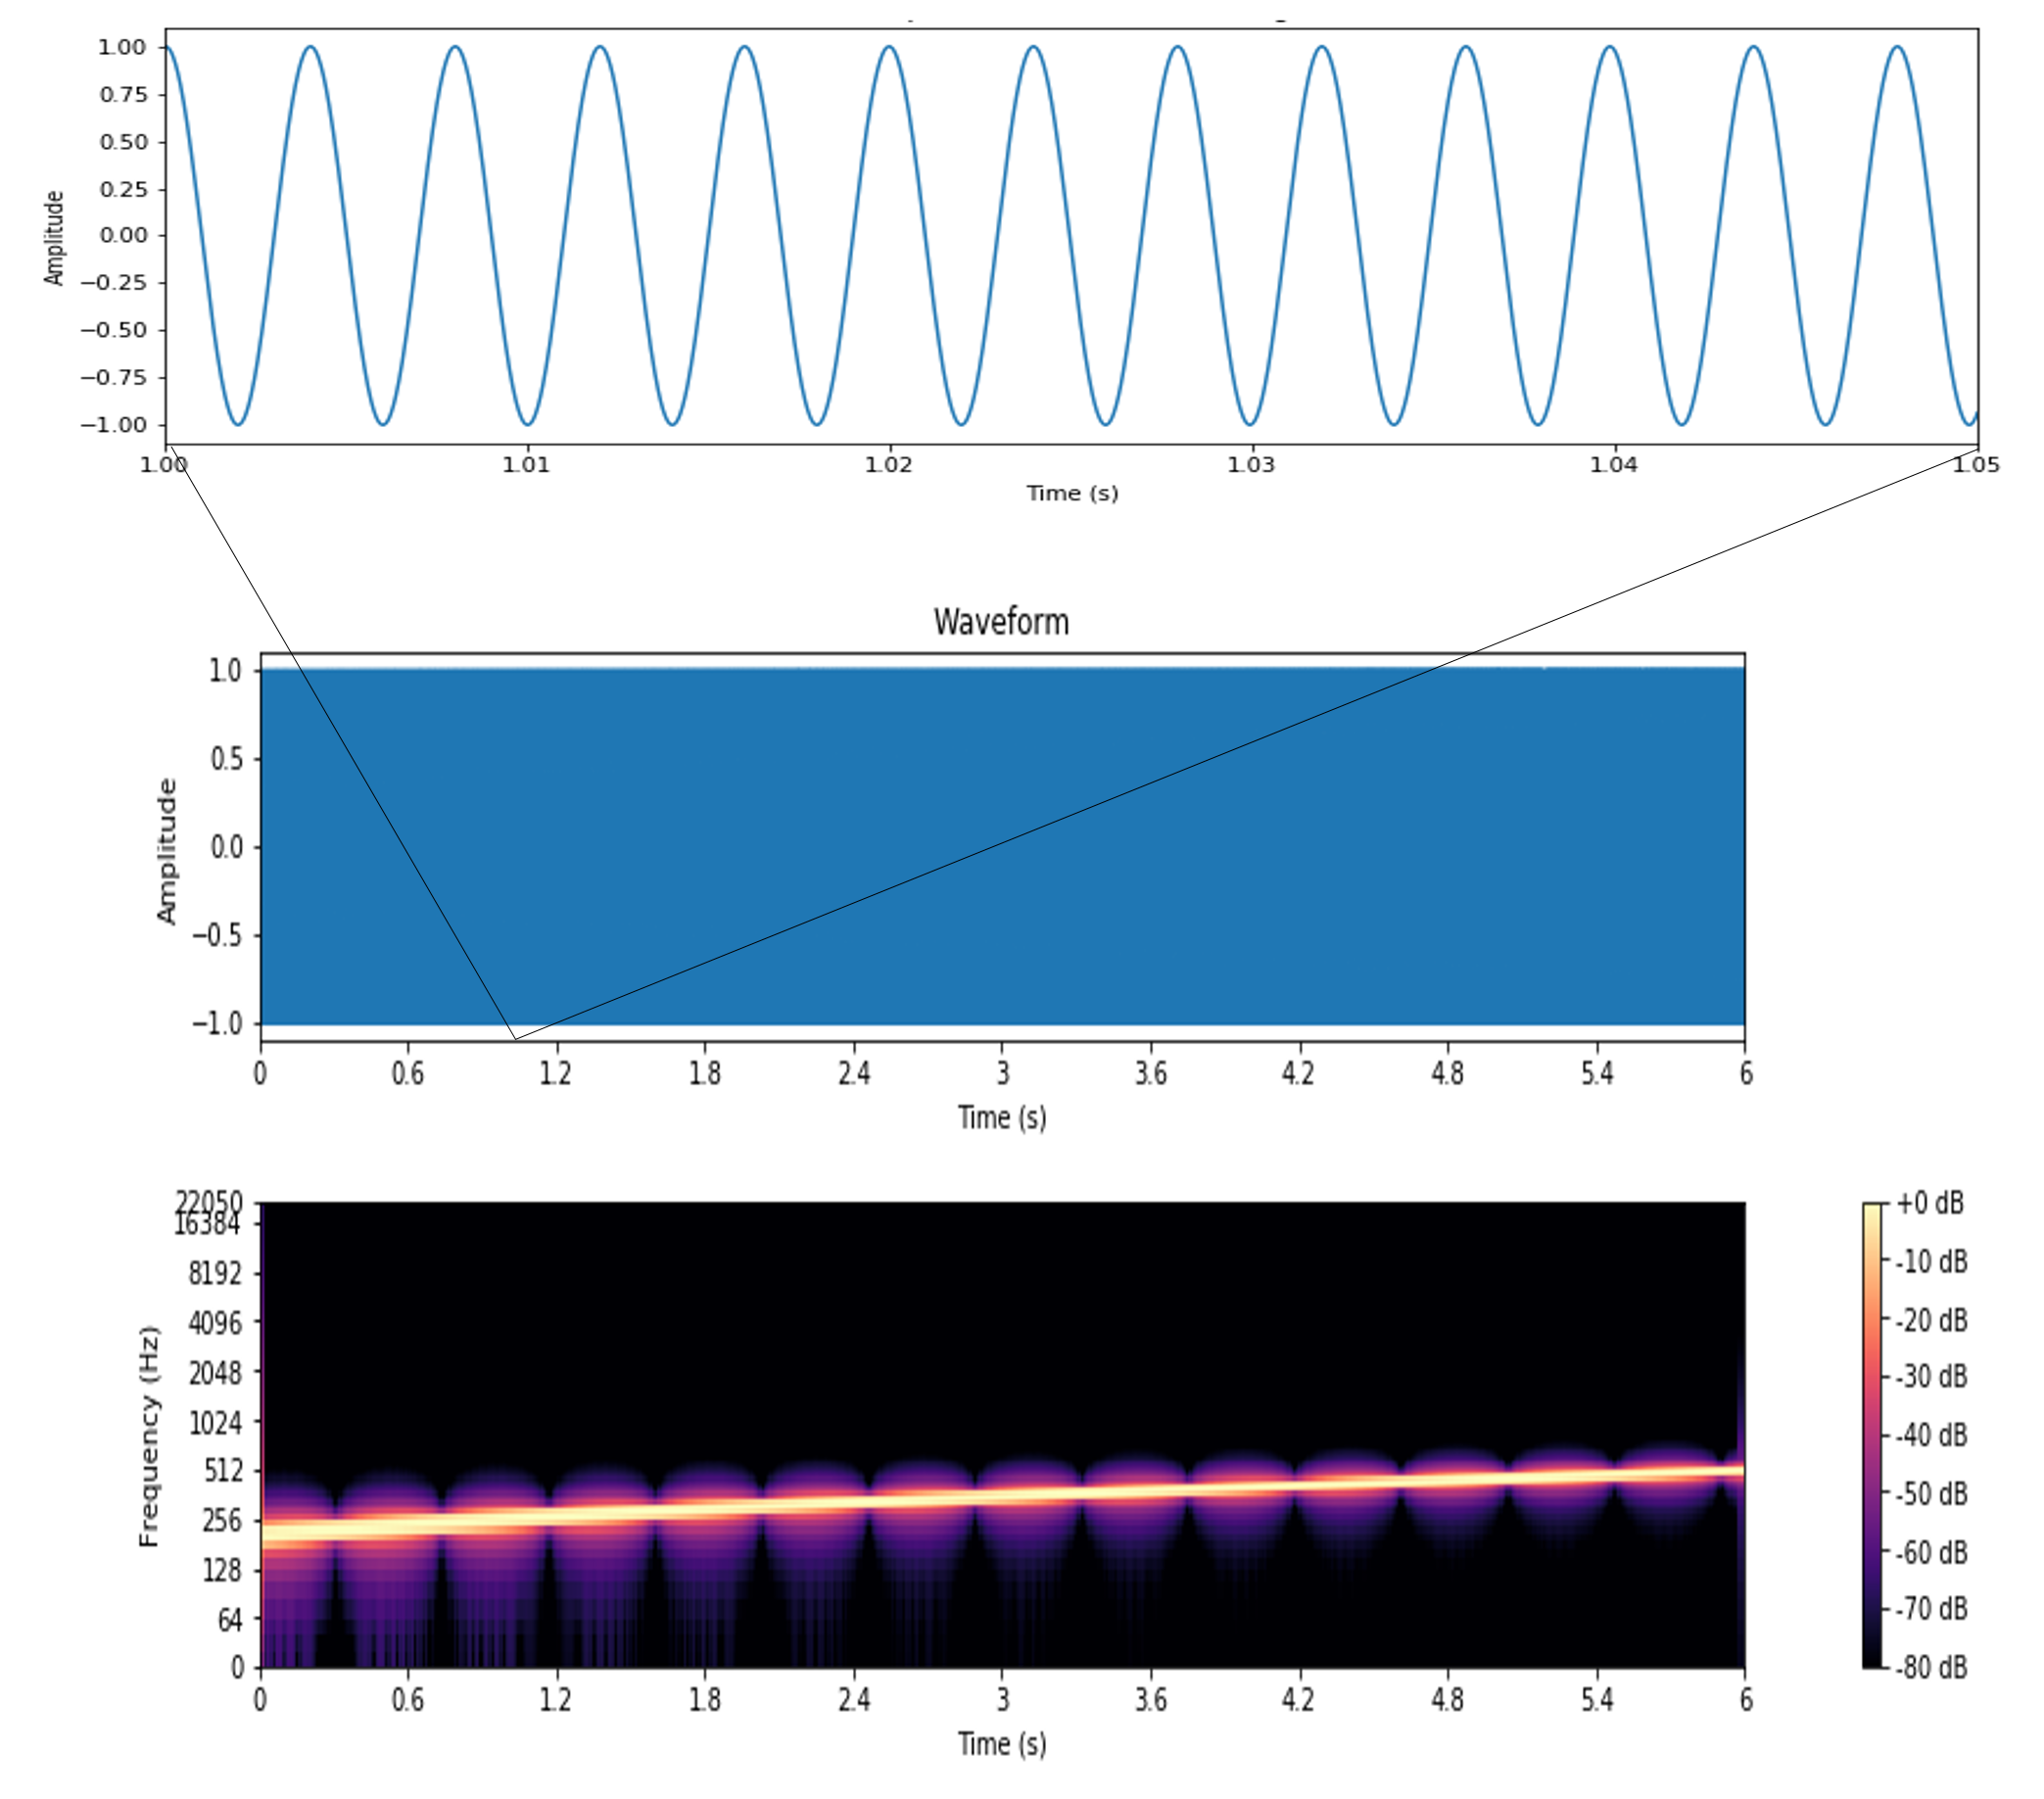 1.00
0.75
0.50
0.25
0.00
−0.25
−0.50
−0.75
−1.00
Amplitude
1.00 1.01 1.02 1.03 1.04 1.05
Time (s)
Waveform
1.0
0.5
0.0
−0.5
−1.0
Amplitude
0 0.6 1.2 1.8 2.4 3 3.6 4.2 4.8 5.4 6
Time (s)
22050
16384
8192
4096
2048
1024
512
256
128
64
0
Frequency (Hz)
0 0.6 1.2 1.8 2.4 3 3.6 4.2 4.8 5.4 6
Time (s)
+0 dB
-10 dB
-20 dB
-30 dB
-40 dB
-50 dB
-60 dB
-70 dB
-80 dB